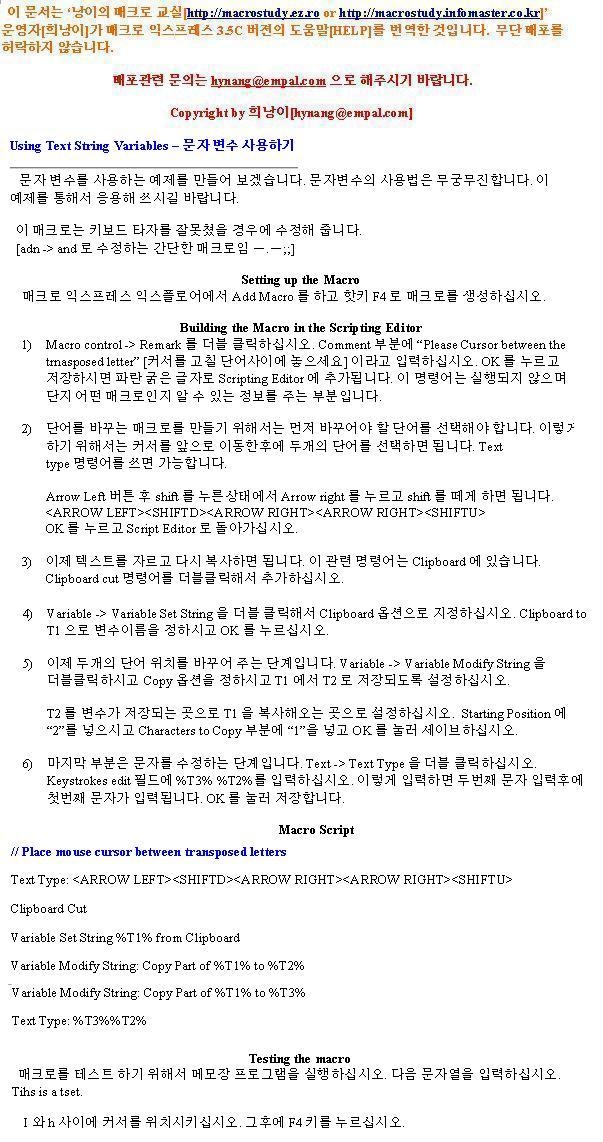 이 문서는 '낭이의 매크로 교실[http://macrostudy.ez.ro or http://macrostudy.infomaster.co.kr]'
운영자[희낭이]가 매크로 익스프레스 3.5C 버젼의 도움말[HELP]를 번역한 것입니다. 무단 배포를
허락하지 않습니다.
배포관련 문의는 hynang@empal.com 으로 해주시기 바랍니다.
Copyright by 희낭이[hynang@empal.com]
Using Text String Variables – 문자 변수 사용하기
문자 변수를 사용하는 예제를 만들어 보겠습니다. 문자변수의 사용법은 무궁무진합니다. 이
예제를 통해서 응용해 쓰시길 바랍니다.
이 매크로는 키보드 타자를 잘못쳤을 경우에 수정해 줍니다.
[adn -> and 로 수정하는 간단한 매크로임 ㅡ.ㅡ;;]
Setting up the Macro
매크로 익스프레스 익스플로어에서 Add Macro 를 하고 핫키 F4 로 매크로를 생성하십시오.
Building the Macro in the Scripting Editor
1) Macro control -> Remark 를 더블 클릭하십시오. Comment 부분에 “Please Cursor between the
trnasposed letter” [커서를 고칠 단어사이에 놓으세요] 이라고 입력하십시오. OK 를 누르고
저장하시면 파란 굵은 글자로 Scripting Editor 에 추가됩니다. 이 명령어는 실행되지 않으며
단지 어떤 매크로인지 알 수 있는 정보를 주는 부분입니다.
2) 단어를 바꾸는 매크로를 만들기 위해서는 먼저 바꾸어야 할 단어를 선택해야 합니다. 이렇게
하기 위해서는 커서를 앞으로 이동한후에 두개의 단어를 선택하면 됩니다. Text
type 명령어를 쓰면 가능합니다.
Arrow Left 버튼 후 shift 를 누른상태에서 Arrow right 를 누르고 shift 를 떼게 하면 됩니다.
<ARROW LEFT><SHIFTD><ARROW RIGHT><ARROW RIGHT><SHIFTU>
OK 를 누르고 Script Editor 로 돌아가십시오.
3) 이제 텍스트를 자르고 다시 복사하면 됩니다. 이 관련 명령어는 Clipboard 에 있습니다.
Clipboard cut 명령어를 더블클릭해서 추가하십시오.
4) Variable -> Variable Set String 을 더블 클릭해서 Clipboard 옵션으로 지정하십시오. Clipboard to
T1 으로 변수이름을 정하시고 OK 를 누르십시오.
5) 이제 두개의 단어 위치를 바꾸어 주는 단계입니다. Variable -> Variable Modify String 을
더블클릭하시고 Copy 옵션을 정하시고 T1 에서 T2 로 저장되도록 설정하십시오.
T2 를 변수가 저장되는 곳으로 T1 을 복사해오는 곳으로 설정하십시오. Starting Position 에
“2”를 넣으시고 Characters to Copy 부분에 “1”을 넣고 OK 를 눌러 세이브하십시오.
6) 마지막 부분은 문자를 수정하는 단계입니다. Text -> Text Type 을 더블 클릭하십시오.
Keystrokes edit 필드에 %T3% %T2%를 입력하십시오. 이렇게 입력하면 두번째 문자 입력후에
첫번째 문자가 입력됩니다. OK 를 눌러 저장합니다.
Macro Script
// Place mouse cursor between transposed letters
Text Type: <ARROW LEFT><SHIFTD><ARROW RIGHT><ARROW RIGHT><SHIFTU>
Clipboard Cut
Variable Set String %T1% from Clipboard
Variable Modify String: Copy Part of %T1% to %T2%
Variable Modify String: Copy Part of %T1% to %T3%
Text Type: %T3%%T2%
Testing the macro
매크로를 테스트 하기 위해서 메모장 프로그램을 실행하십시오. 다음 문자열을 입력하십시오.
Tihs is a tset.
I 와 h 사이에 커서를 위치시키십시오. 그후에 F4 키를 누르십시오.